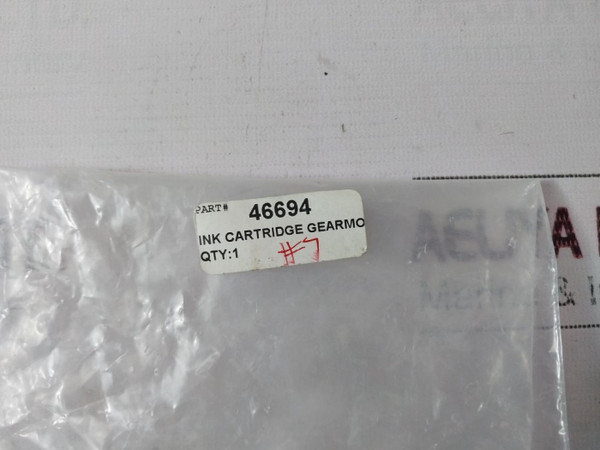 PART# 46694
INK CARTRIDGE GEARMO
QTY:1 #7
& I